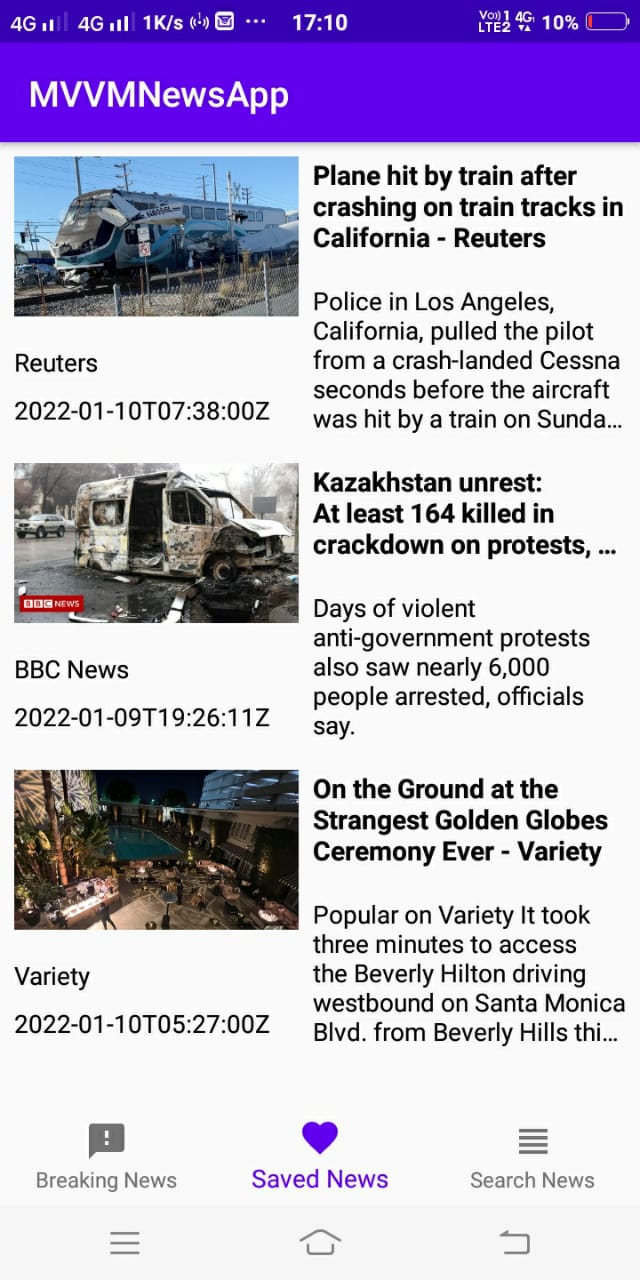 4G 4G 1K/s 17:10 Vo)) 1 4G 10%
LTE2
MVVMNewsApp
Plane hit by train after
crashing on train tracks in
California - Reuters
Police in Los Angeles,
California, pulled the pilot
from a crash-landed Cessna
seconds before the aircraft
was hit by a train on Sunda…
Reuters
2022-01-10T07:38:00Z
BBC NEWS
Kazakhstan unrest:
At least 164 killed in
crackdown on protests, …
Days of violent
anti-government protests
also saw nearly 6,000
people arrested, officials
say.
BBC News
2022-01-09T19:26:11Z
On the Ground at the
Strangest Golden Globes
Ceremony Ever - Variety
Popular on Variety It took
three minutes to access
the Beverly Hilton driving
westbound on Santa Monica
Blvd. from Beverly Hills thi…
Variety
2022-01-10T05:27:00Z
Breaking News
Saved News
Search News